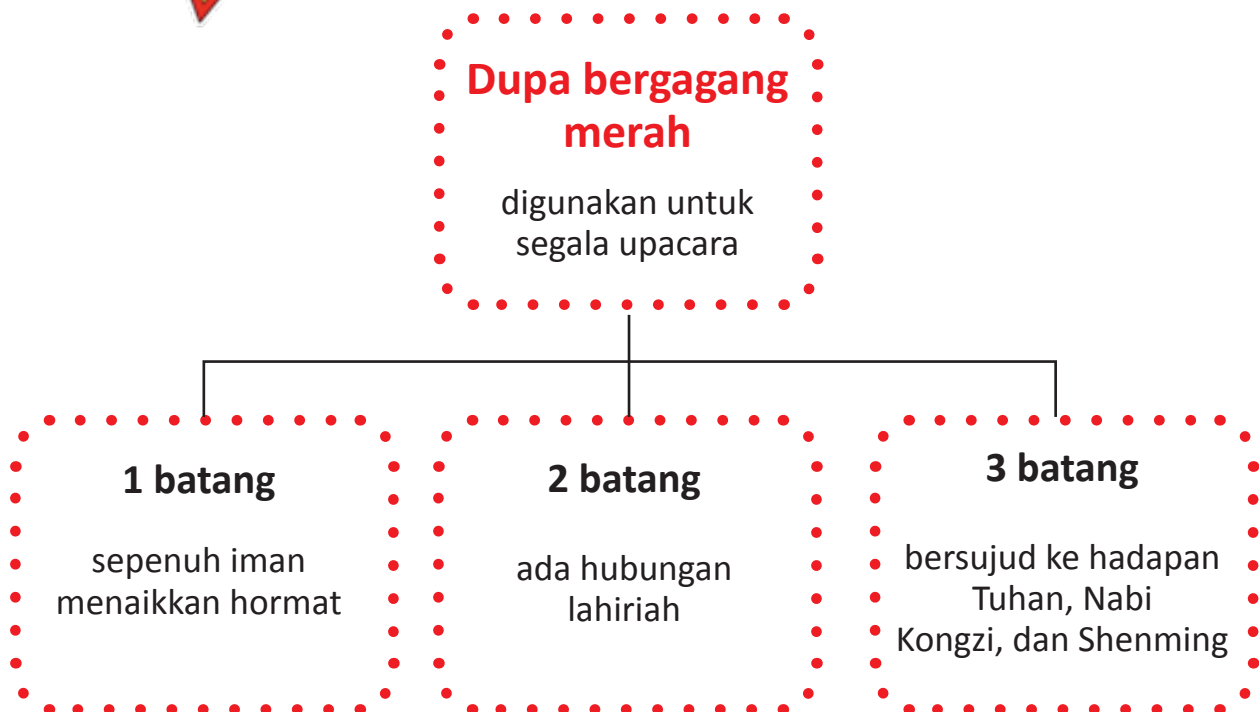 Dupa bergagang
merah
digunakan untuk
segala upacara
1 batang
sepenuh iman
menaikkan hormat
2 batang
ada hubungan
lahiriah
3 batang
bersujud ke hadapan
Tuhan, Nabi
Kongzi, dan Shenming